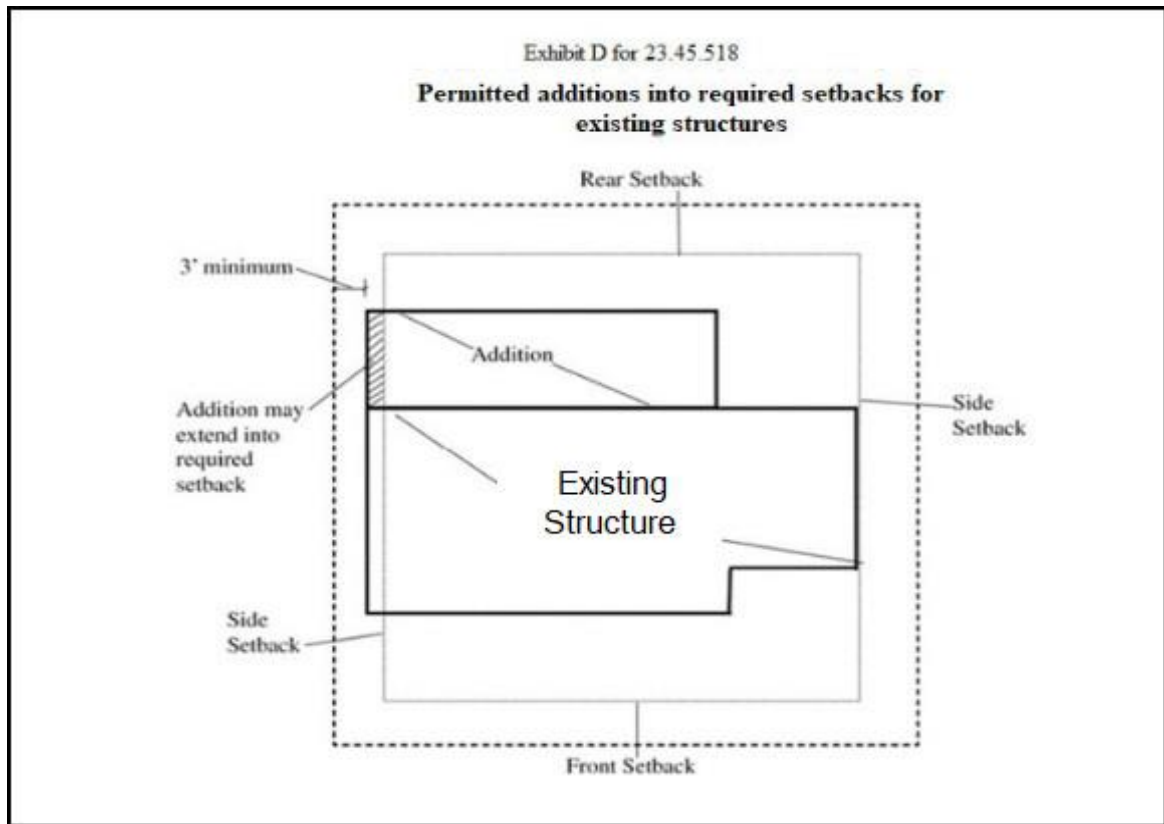 Exhibit D for 23.45.518
Permitted additions into required setbacks for
existing structures
Rear Setback
3' minimum
Addition
Addition may
extend into
required
setback
Side
Setback
Existing
Structure
Side
Setback
Front Setback